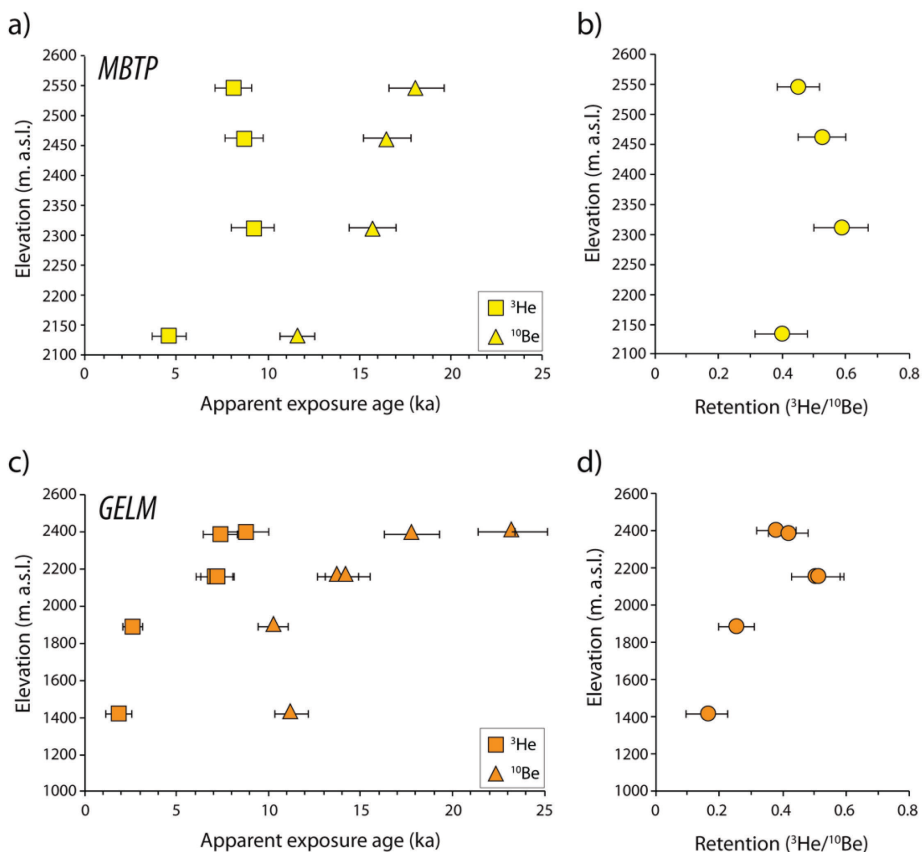 a)
MBTP
2600
2550
2500
2450
2400
2350
2300
2250
2200
2150
2100
Elevation (m. a.s.l.)
0 5 10 15 20 25
Apparent exposure age (ka)
³He
¹⁰Be
b)
2600
2550
2500
2450
2400
2350
2300
2250
2200
2150
2100
Elevation (m. a.s.l.)
0 0.2 0.4 0.6 0.8
Retention (³He/¹⁰Be)
c)
GELM
2600
2400
2200
2000
1800
1600
1400
1200
1000
Elevation (m. a.s.l.)
0 5 10 15 20 25
Apparent exposure age (ka)
³He
¹⁰Be
d)
2600
2400
2200
2000
1800
1600
1400
1200
1000
Elevation (m. a.s.l.)
0 0.2 0.4 0.6 0.8
Retention (³He/¹⁰Be)